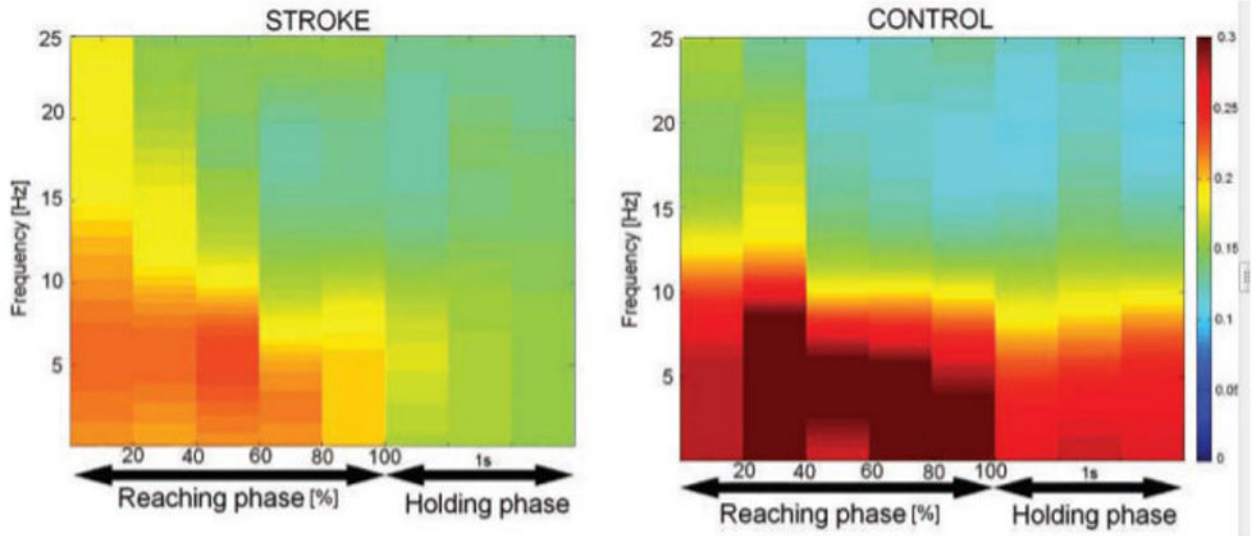 STROKE
25
20
15
10
5
Frequency [Hz]
20 40 60 80 100 1s
Reaching phase [%] Holding phase
CONTROL
25
20
15
10
5
Frequency [Hz]
20 40 60 80 100 1s
Reaching phase [%] Holding phase
0.3
0.25
0.2
0.15
0.1
0.05
0